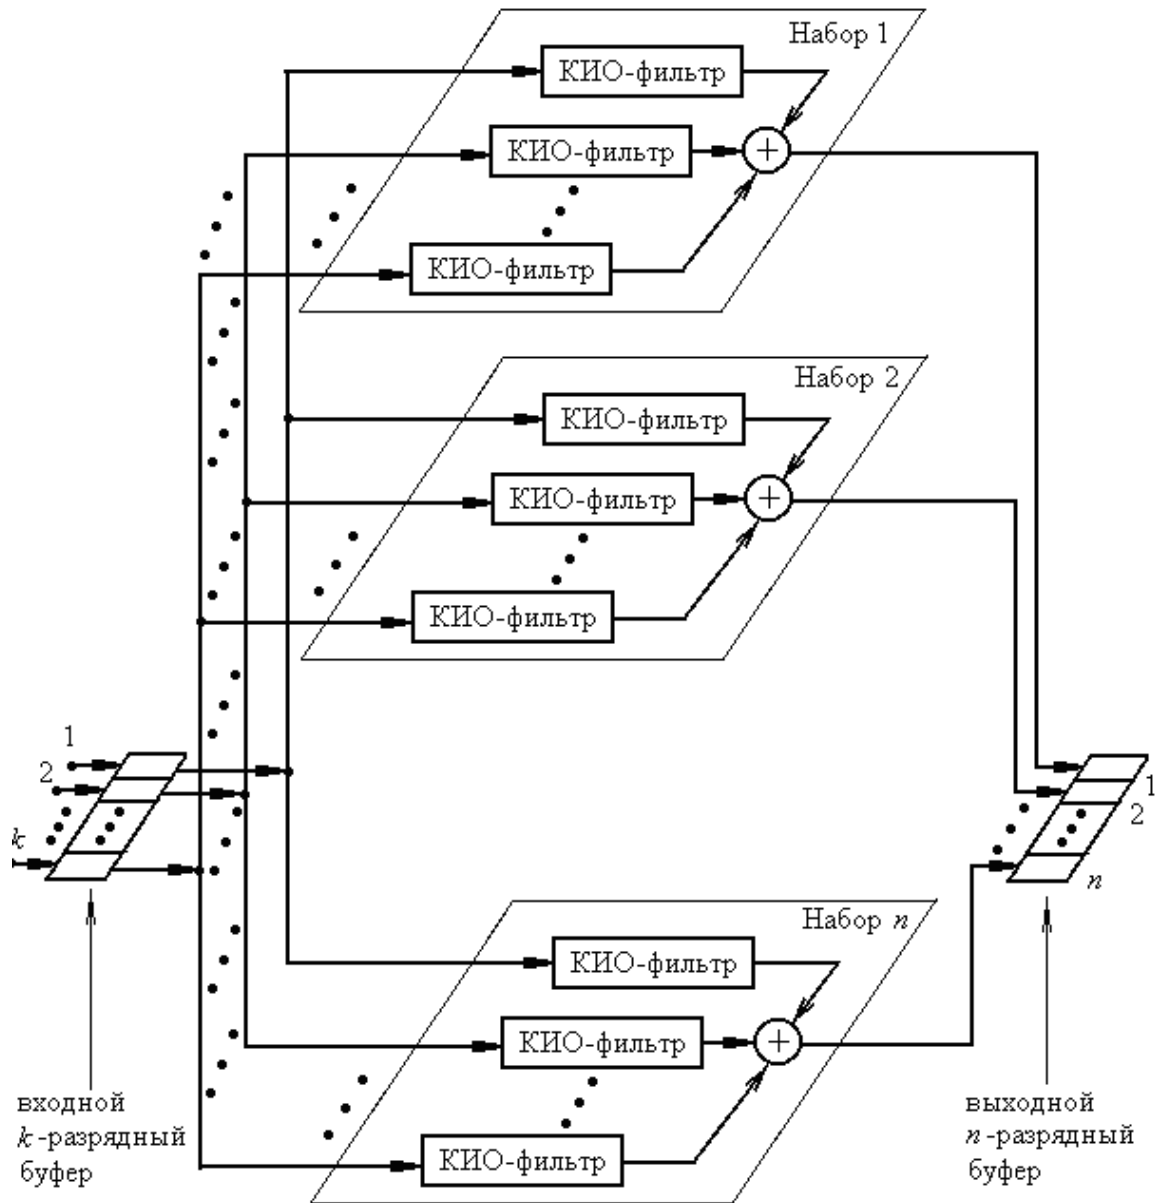 Набор 1
КИО-фильтр
КИО-фильтр
КИО-фильтр
Набор 2
КИО-фильтр
КИО-фильтр
КИО-фильтр
1
2
k
1
2
n
Набор n
КИО-фильтр
КИО-фильтр
КИО-фильтр
входной
k-разрядный
буфер
выходной
n-разрядный
буфер